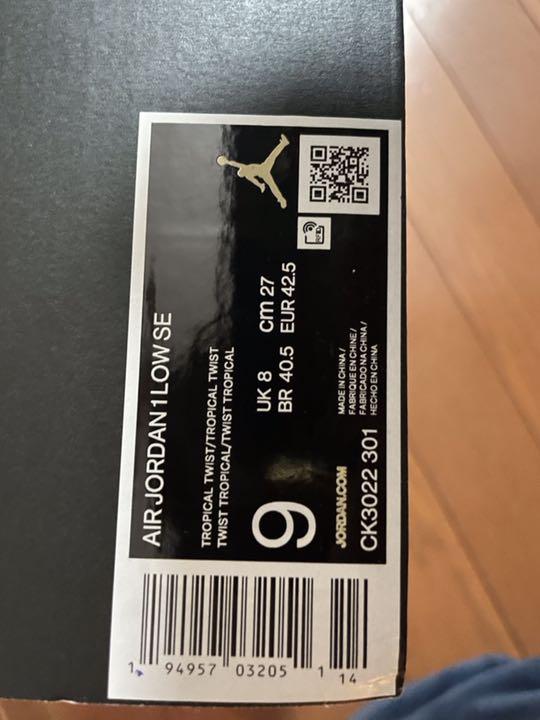 AIR JORDAN 1 LOW SE
TROPICAL TWIST/TROPICAL TWIST
TWIST TROPICAL/TWIST TROPICAL
9
UK 8 cm 27
BR 40.5 EUR 42.5
RFID
JORDAN.COM
CK3022 301
MADE IN CHINA /
FABRIQUE EN CHINE /
FABRICADO NA CHINA /
HECHO EN CHINA
1 94957 03205 1 14